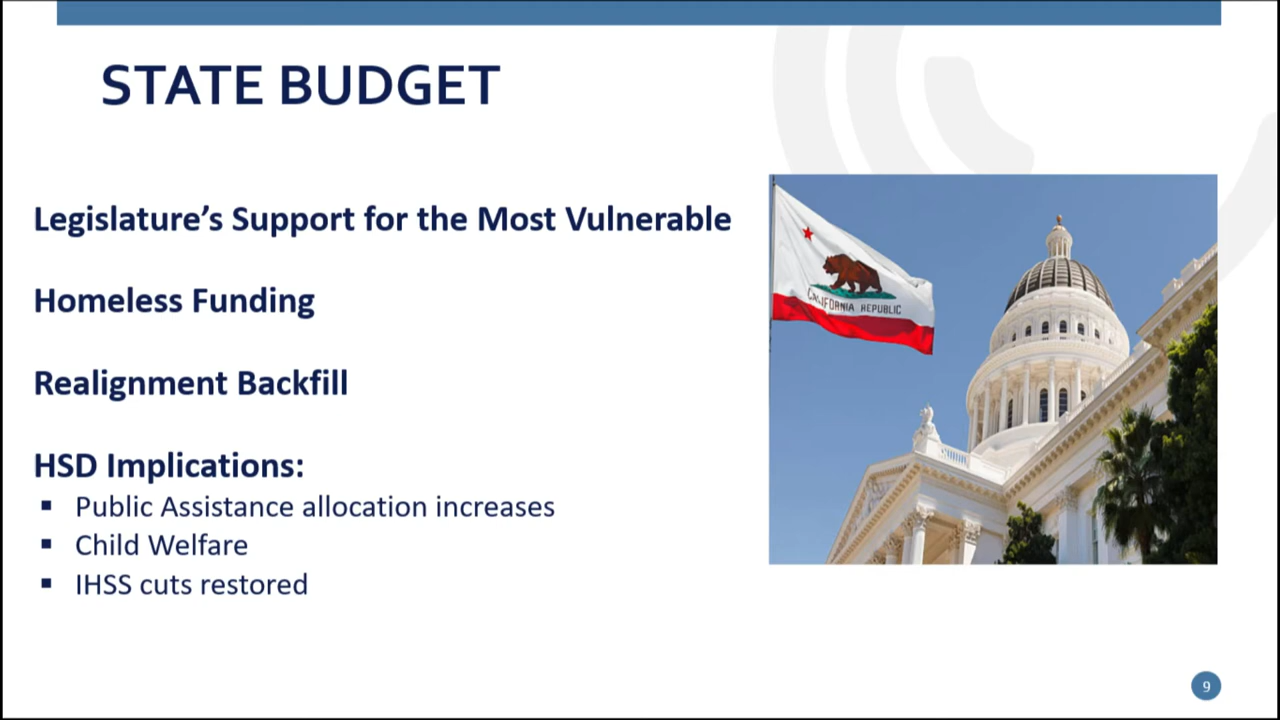 STATE BUDGET
Legislature’s Support for the Most Vulnerable
Homeless Funding
Realignment Backfill
HSD Implications:
▪ Public Assistance allocation increases
▪ Child Welfare
▪ IHSS cuts restored
CALIFORNIA REPUBLIC
9